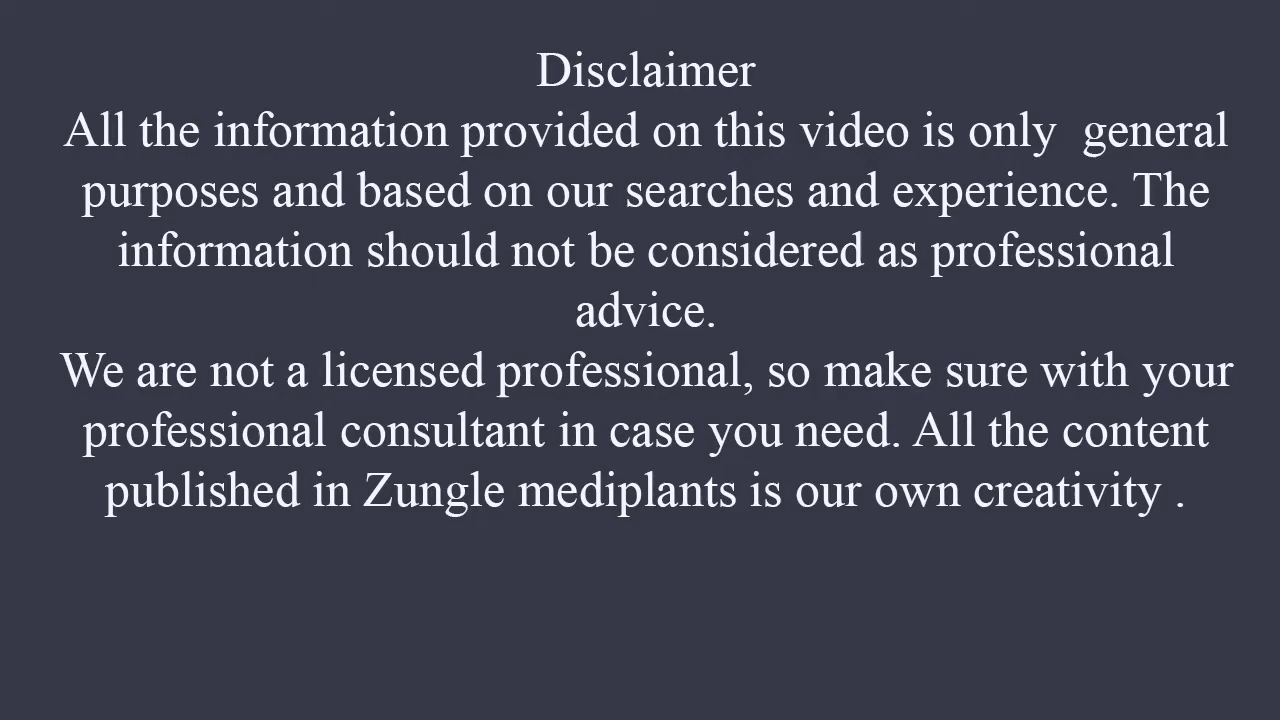 Disclaimer
All the information provided on this video is only  general
purposes and based on our searches and experience. The
information should not be considered as professional
advice.
We are not a licensed professional, so make sure with your
professional consultant in case you need. All the content
published in Zungle mediplants is our own creativity .